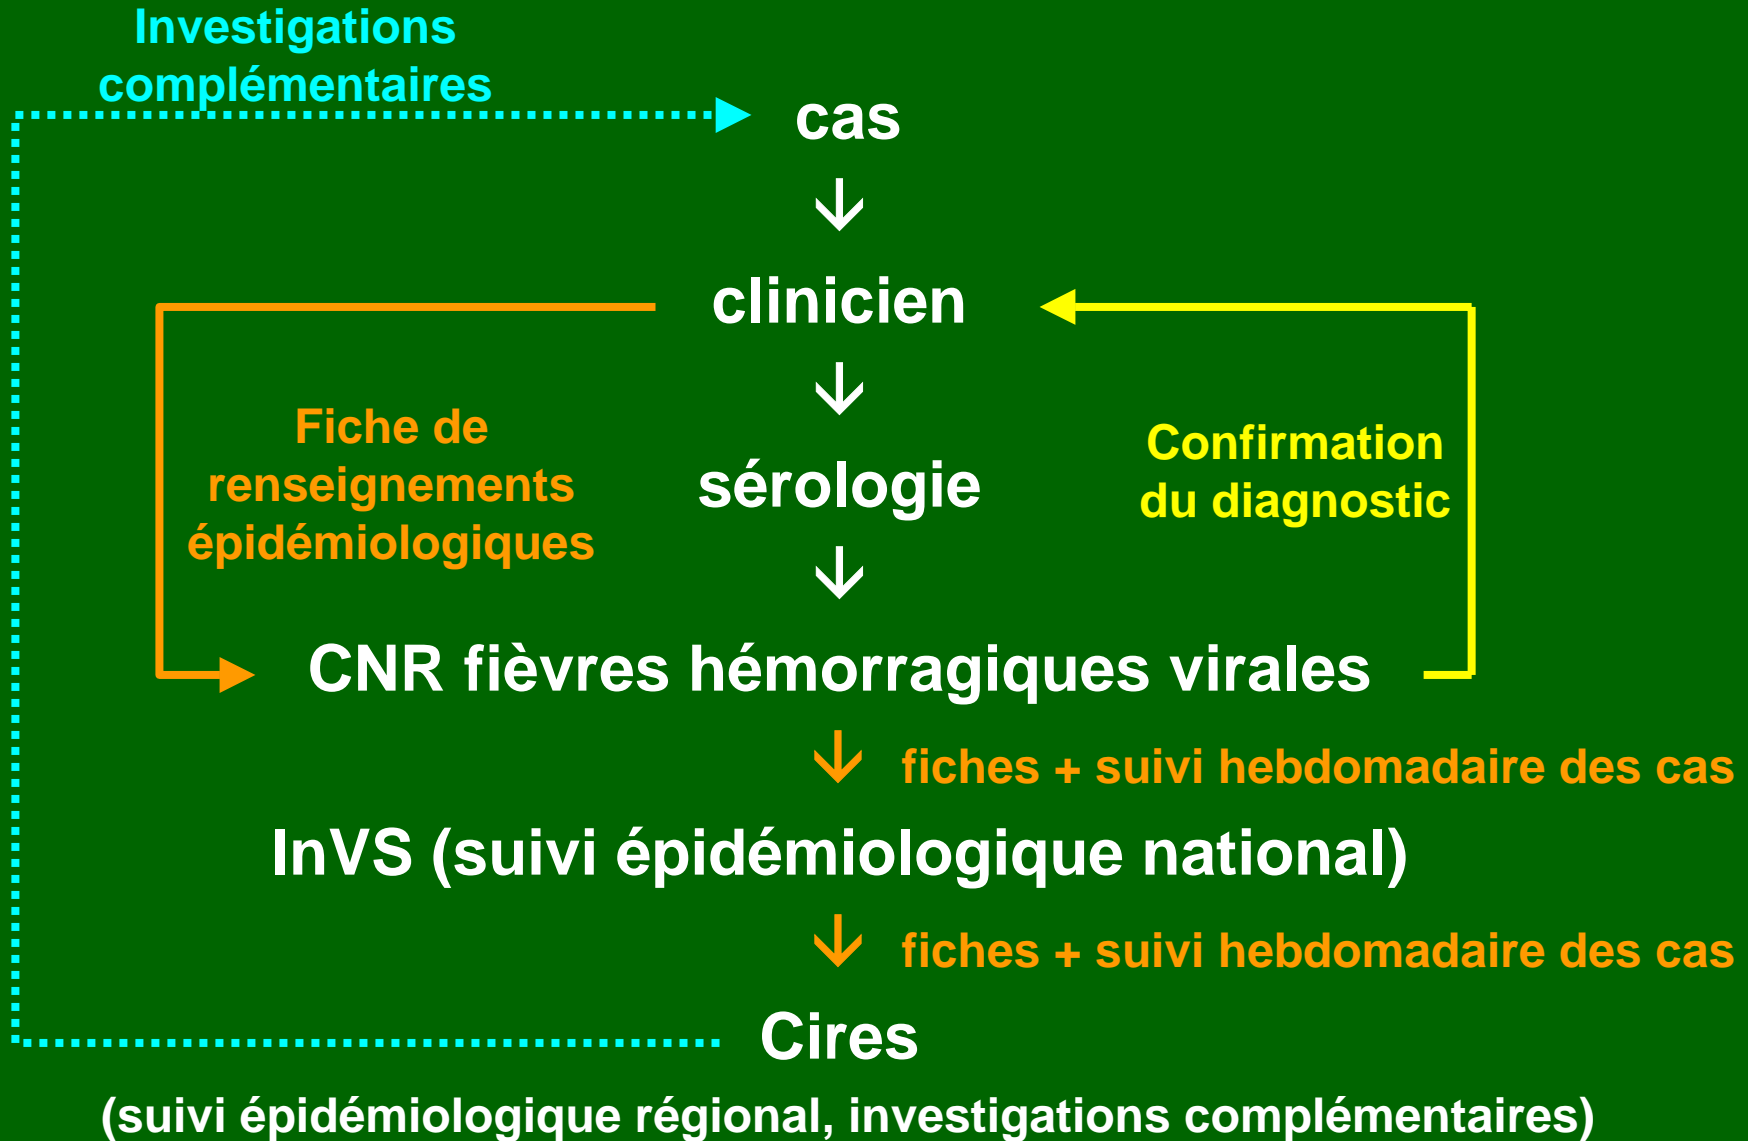 Investigations
complémentaires
cas
clinicien
Fiche de
renseignements
épidémiologiques
sérologie
Confirmation
du diagnostic
CNR fièvres hémorragiques virales
fiches + suivi hebdomadaire des cas
InVS (suivi épidémiologique national)
fiches + suivi hebdomadaire des cas
Cires
(suivi épidémiologique régional, investigations complémentaires)